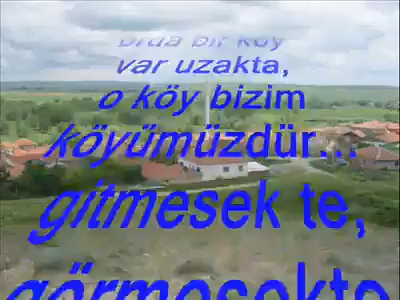 orda bir köy
var uzakta,
o köy bizim
köyümüzdür...
gitmesek te,
görmesekte